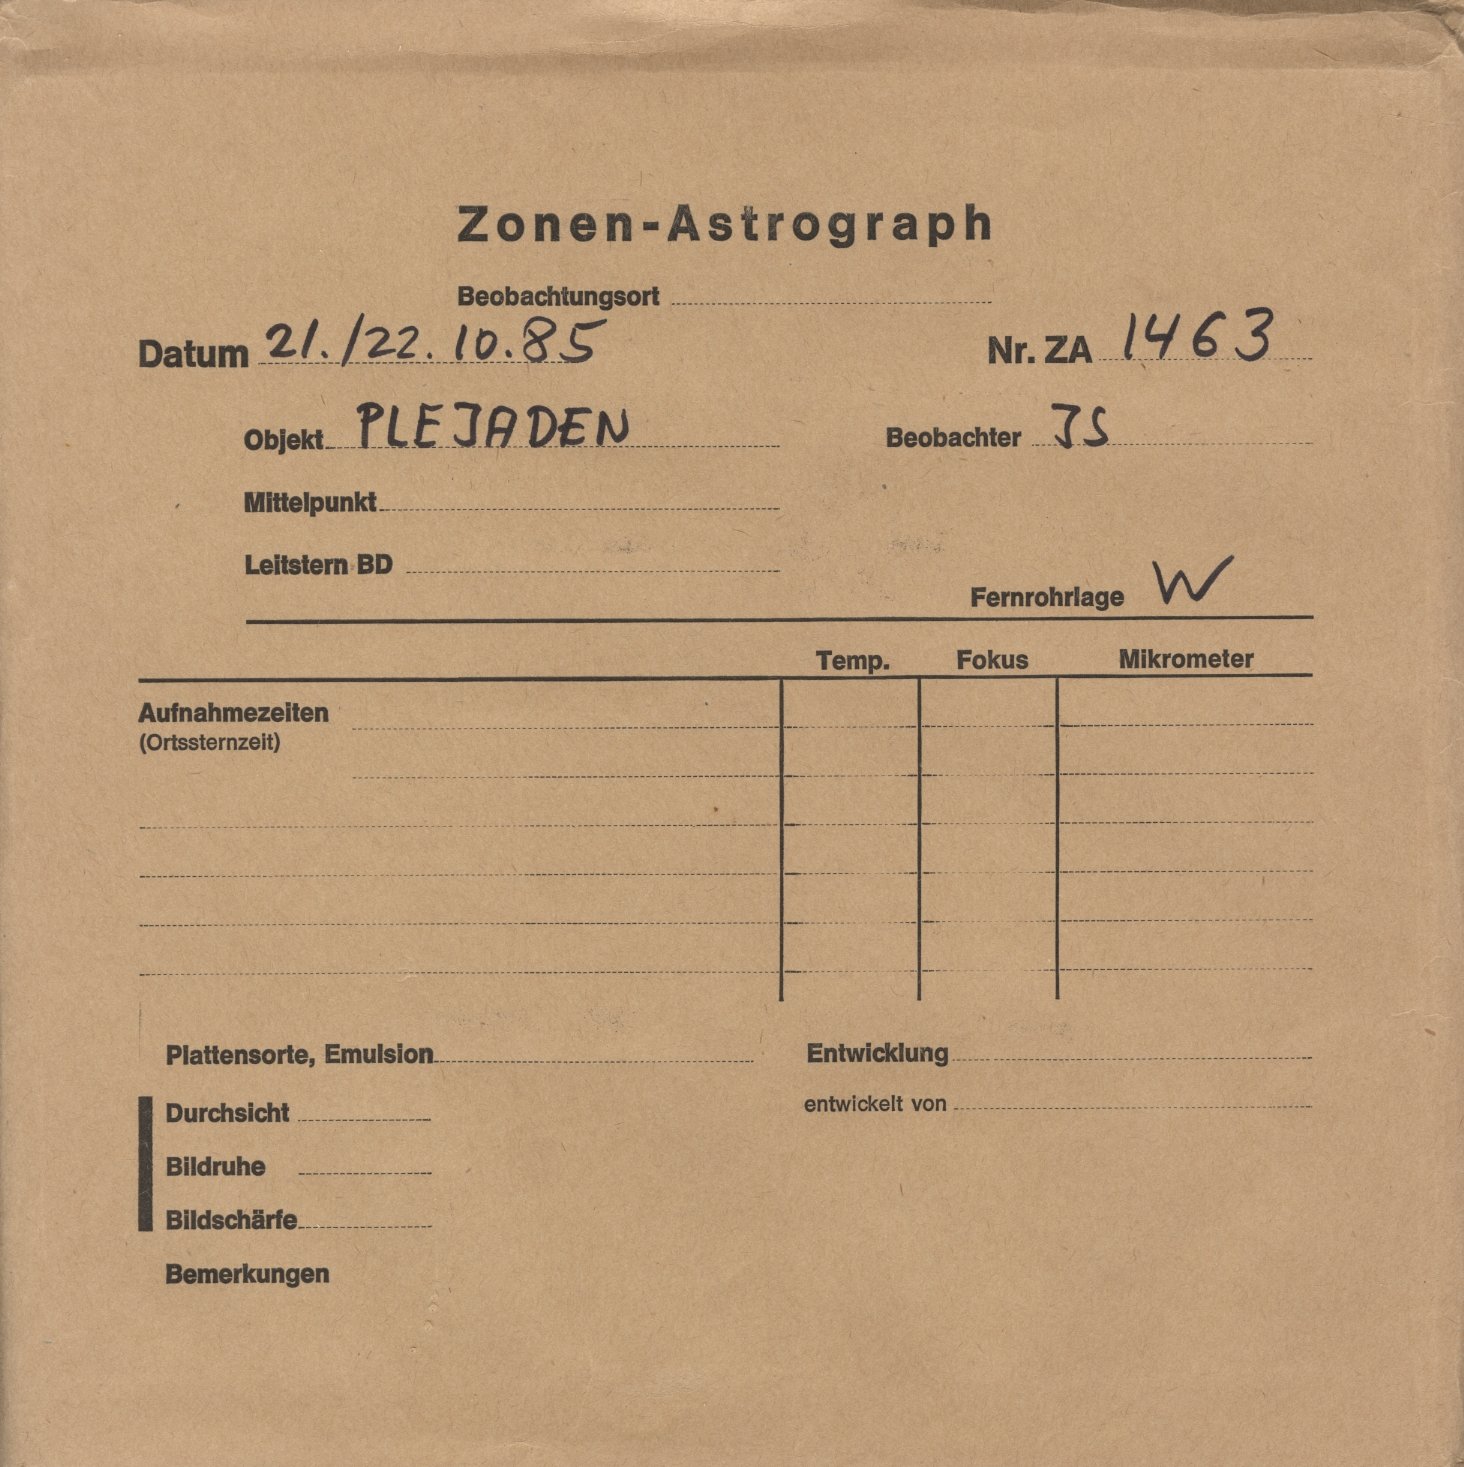 Zonen-Astrograph
Beobachtungsort
Datum 21./22.10.85 Nr. ZA 1463
Objekt PLEJADEN Beobachter JS
Mittelpunkt
Leitstern BD
Fernrohrlage W
Temp. Fokus Mikrometer
Aufnahmezeiten
(Ortssternzeit)
Plattensorte, Emulsion Entwicklung
Durchsicht entwickelt von
Bildruhe
Bildschärfe
Bemerkungen